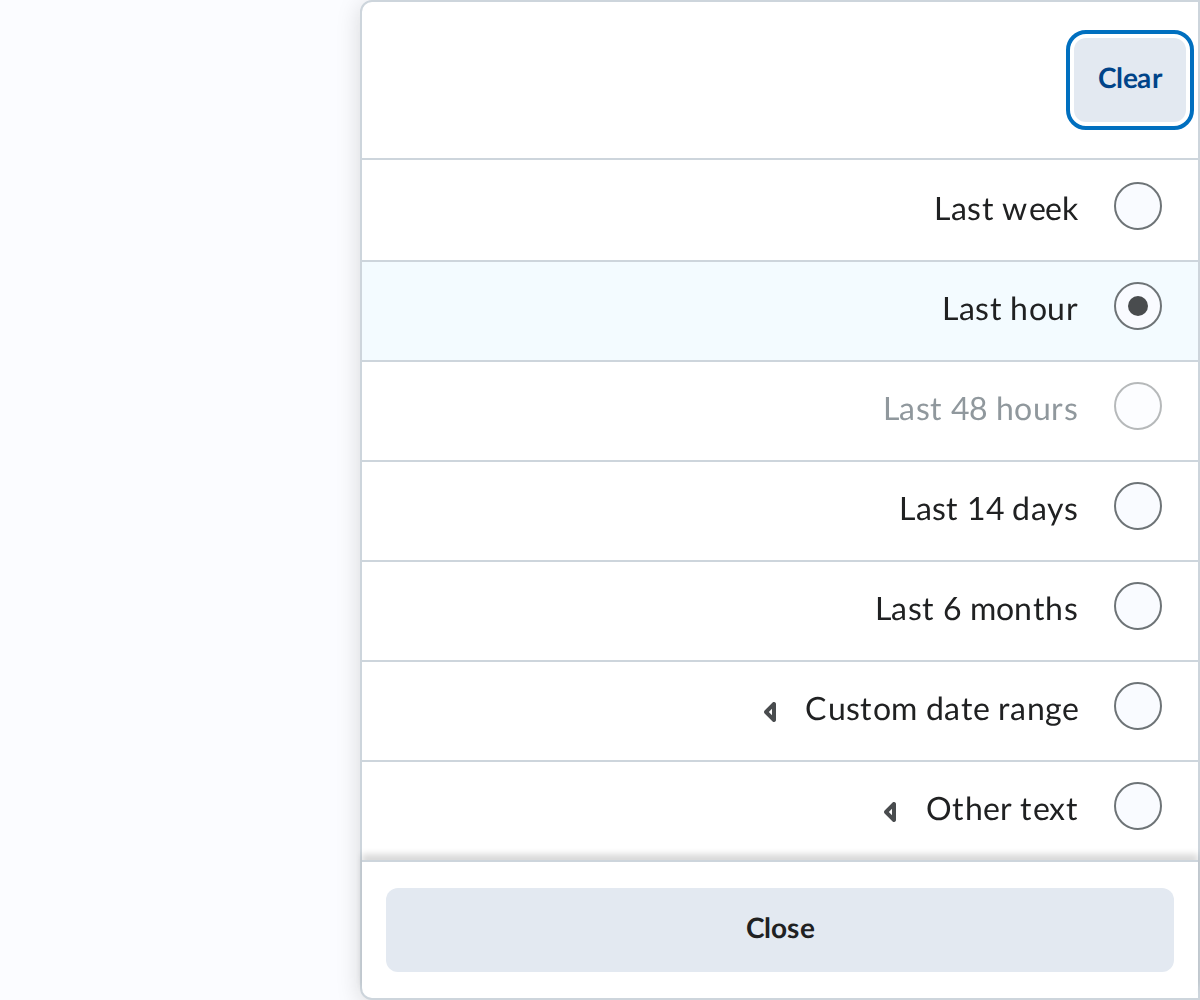 Clear
Last week
Last hour
Last 48 hours
Last 14 days
Last 6 months
Custom date range
Other text
Close